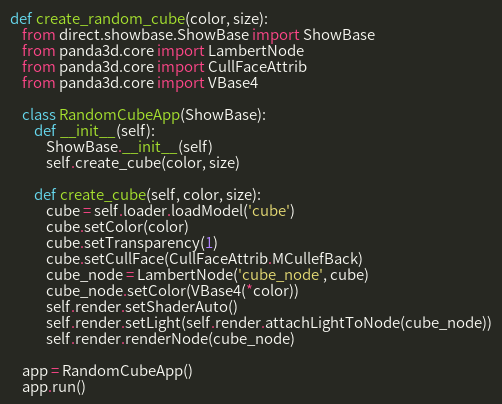 def create_random_cube(color, size):
from direct.showbase.ShowBase import ShowBase
from panda3d.core import LambertNode
from panda3d.core import CullFaceAttrib
from panda3d.core import VBase4
class RandomCubeApp(ShowBase):
def __init__(self):
ShowBase.__init__(self)
self.create_cube(color, size)
def create_cube(self, color, size):
cube = self.loader.loadModel('cube')
cube.setColor(color)
cube.setTransparency(1)
cube.setCullFace(CullFaceAttrib.MCullefBack)
cube_node = LambertNode('cube_node', cube)
cube_node.setColor(VBase4(*color))
self.render.setShaderAuto()
self.render.setLight(self.render.attachLightToNode(cube_node))
self.render.renderNode(cube_node)
app = RandomCubeApp()
app.run()